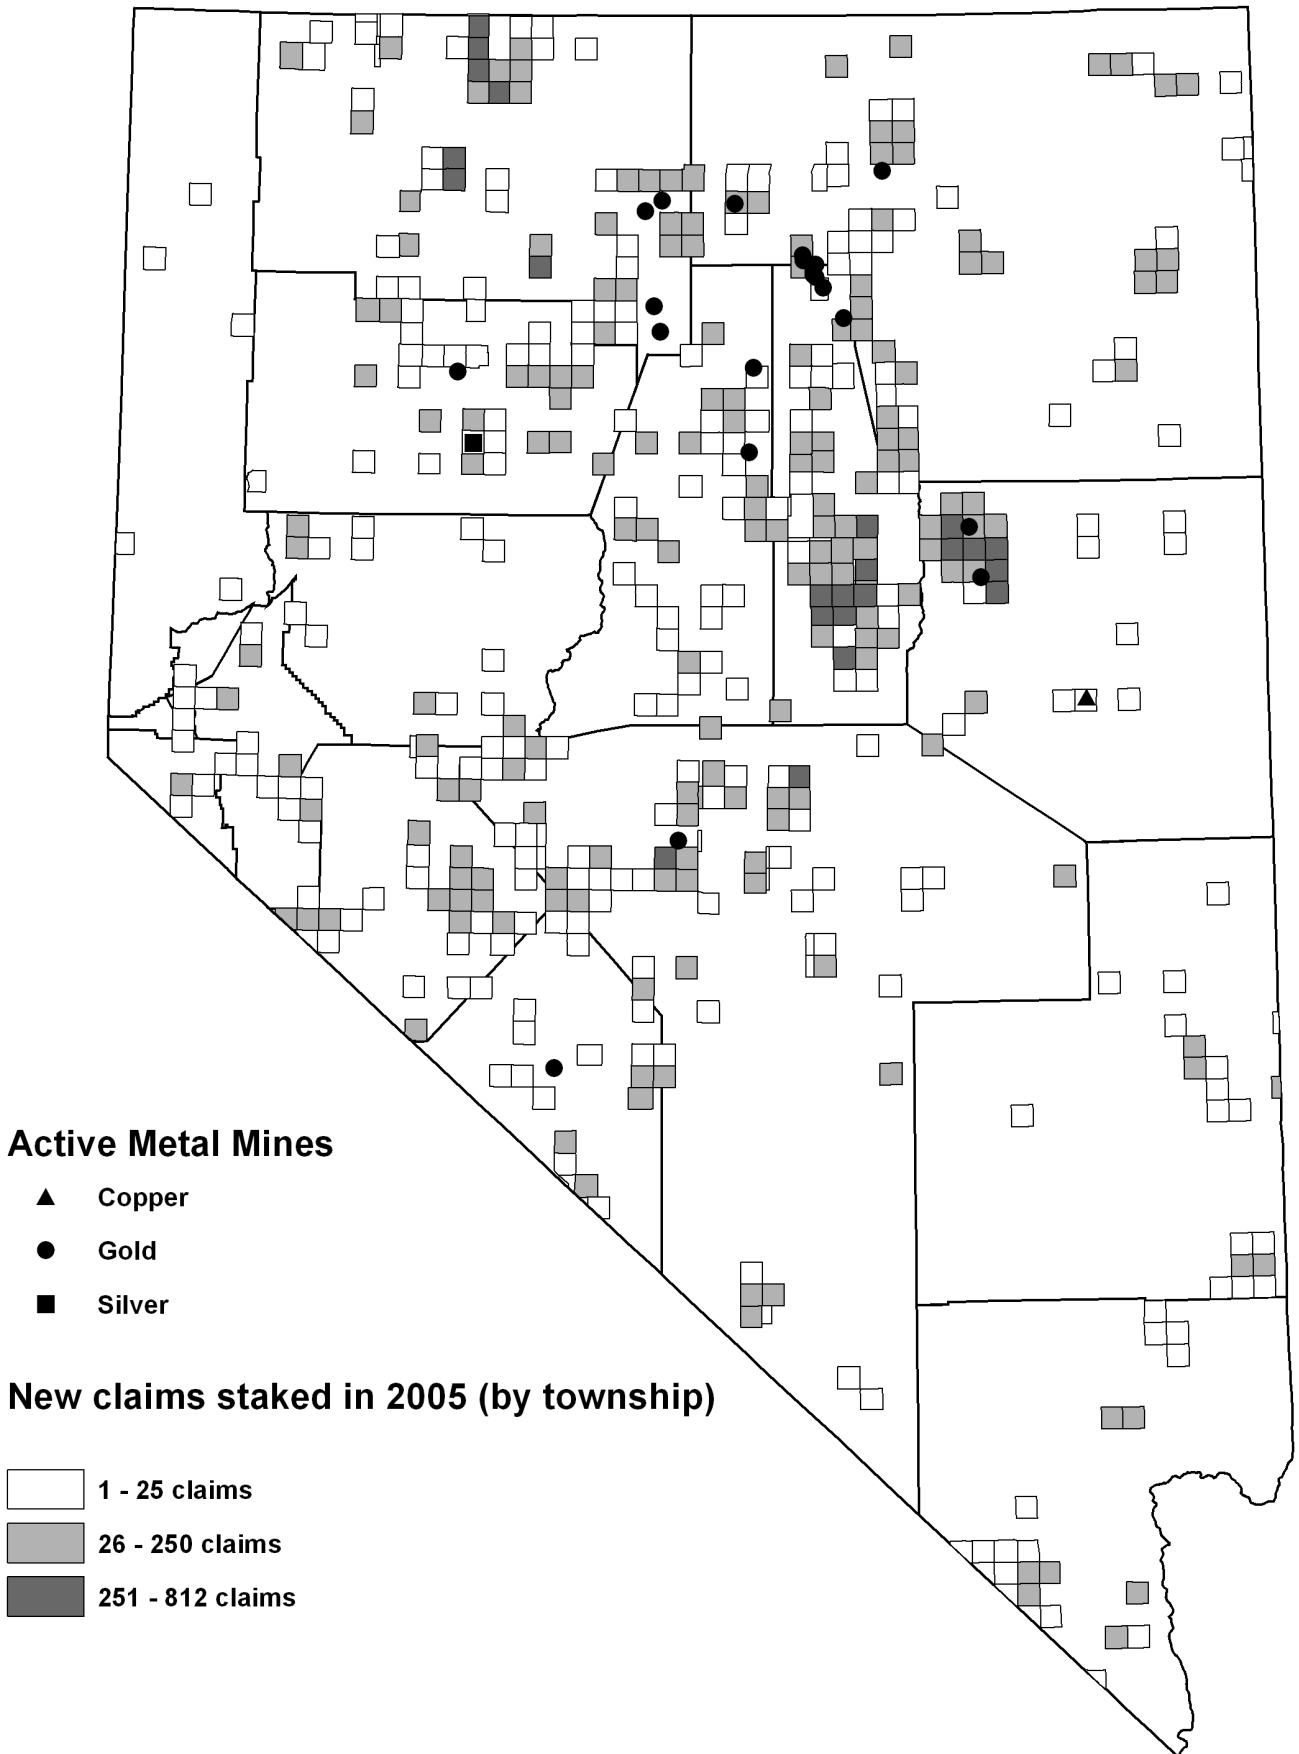 Active Metal Mines
Copper
Gold
Silver
New claims staked in 2005 (by township)
1 - 25 claims
26 - 250 claims
251 - 812 claims